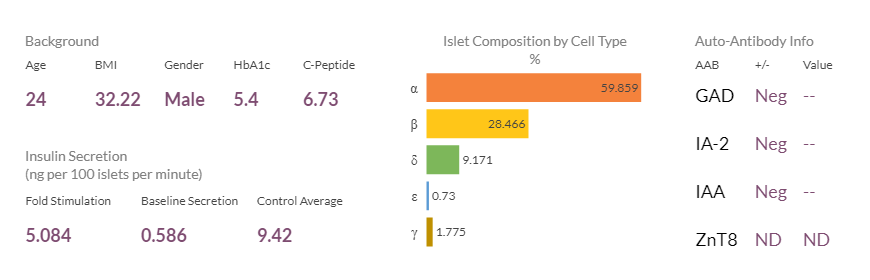 Background
Age BMI Gender HbA1c C-Peptide
24 32.22 Male 5.4 6.73
Insulin Secretion
(ng per 100 islets per minute)
Fold Stimulation Baseline Secretion Control Average
5.084 0.586 9.42
Islet Composition by Cell Type
%
α 59.859
β 28.466
δ 9.171
ε 0.73
γ 1.775
Auto-Antibody Info
AAB +/- Value
GAD Neg --
IA-2 Neg --
IAA Neg --
ZnT8 ND ND